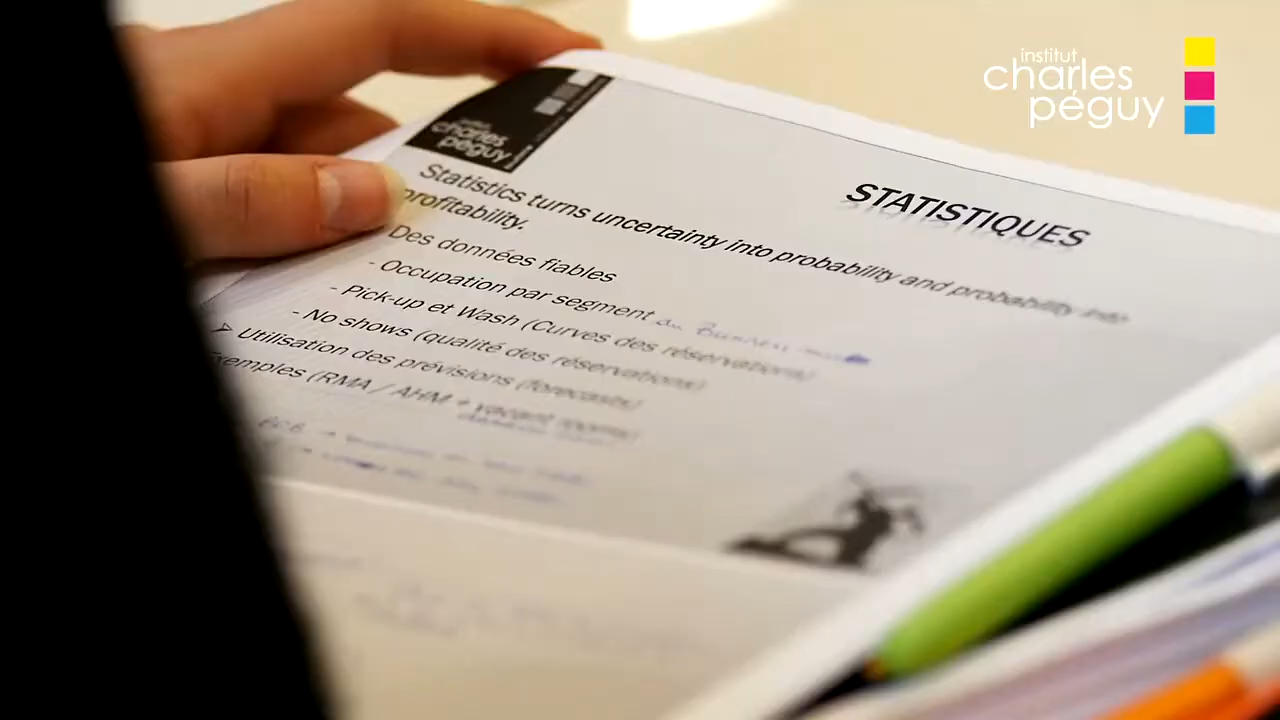 institut
charles
péguy
charles
péguy
STATISTIQUES
Statistics turns uncertainty into probability and probability into
profitability.
Des données fiables
- Occupation par segment
- Pick-up et Wash (Curves des réservations)
- No shows (qualité des réservations)
➤ Utilisation des prévisions (forecasts)
Exemples (RMA / AHM + vacant rooms)